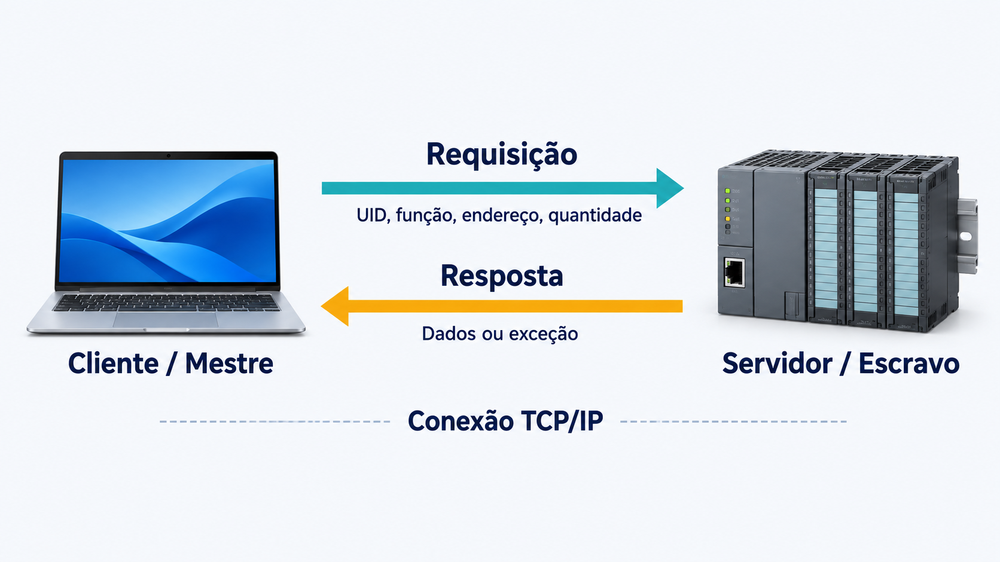 Requisição
UID, função, endereço, quantidade
Resposta
Dados ou exceção
Cliente / Mestre
Servidor / Escravo
Conexão TCP/IP